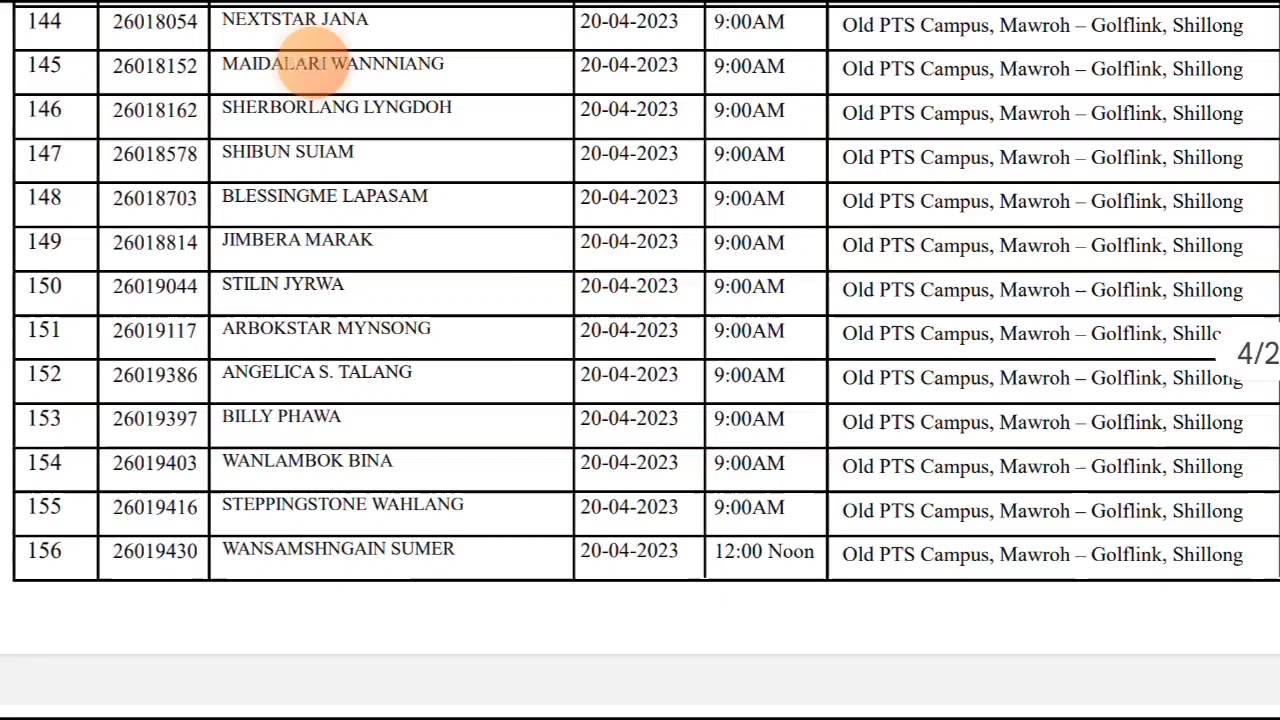 144 26018054 NEXTSTAR JANA 20-04-2023 9:00AM Old PTS Campus, Mawroh – Golflink, Shillong
145 26018152 MAIDALARI WANNNIANG 20-04-2023 9:00AM Old PTS Campus, Mawroh – Golflink, Shillong
146 26018162 SHERBORLANG LYNGDOH 20-04-2023 9:00AM Old PTS Campus, Mawroh – Golflink, Shillong
147 26018578 SHIBUN SUIAM 20-04-2023 9:00AM Old PTS Campus, Mawroh – Golflink, Shillong
148 26018703 BLESSINGME LAPASAM 20-04-2023 9:00AM Old PTS Campus, Mawroh – Golflink, Shillong
149 26018814 JIMBERA MARAK 20-04-2023 9:00AM Old PTS Campus, Mawroh – Golflink, Shillong
150 26019044 STILIN JYRWA 20-04-2023 9:00AM Old PTS Campus, Mawroh – Golflink, Shillong
151 26019117 ARBOKSTAR MYNSONG 20-04-2023 9:00AM Old PTS Campus, Mawroh – Golflink,
4/2
152 26019386 ANGELICA S. TALANG 20-04-2023 9:00AM Old PTS Campus, Mawroh – Golflink, Shillong
153 26019397 BILLY PHAWA 20-04-2023 9:00AM Old PTS Campus, Mawroh – Golflink, Shillong
154 26019403 WANLAMBOK BINA 20-04-2023 9:00AM Old PTS Campus, Mawroh – Golflink, Shillong
155 26019416 STEPPINGSTONE WAHLANG 20-04-2023 9:00AM Old PTS Campus, Mawroh – Golflink, Shillong
156 26019430 WANSAMSHNGAIN SUMER 20-04-2023 12:00 Noon Old PTS Campus, Mawroh – Golflink, Shillong